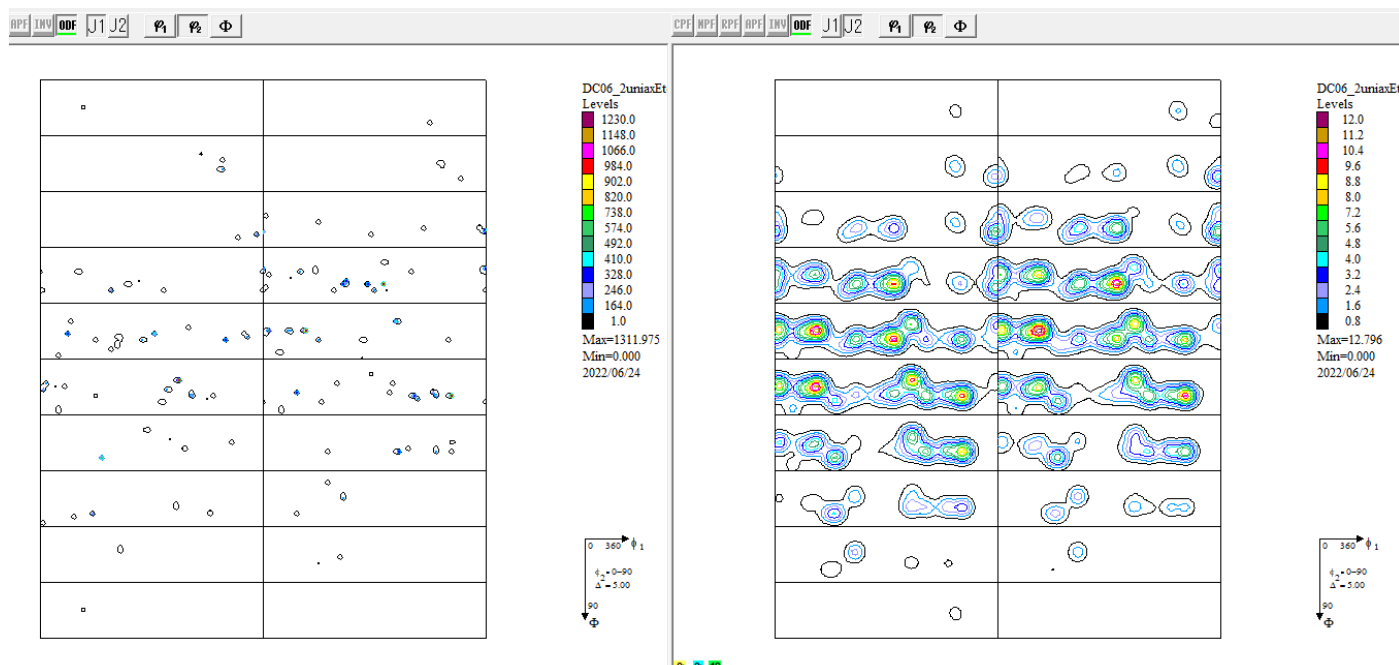 APF INV ODF J1 J2 φ1 φ2 Φ
DC06_2uniaxEt
Levels
1230.0
1148.0
1066.0
984.0
902.0
820.0
738.0
574.0
492.0
410.0
328.0
246.0
164.0
1.0
Max=1311.975
Min=0.000
2022/06/24
0 360 ϕ1
ϕ2=0-90
Δ=5.00
90
Φ
CPF NPF RPF APF INV ODF J1 J2 φ1 φ2 Φ
DC06_2uniaxEt
Levels
12.0
11.2
10.4
9.6
8.8
8.0
7.2
5.6
4.8
4.0
3.2
2.4
1.6
0.8
Max=12.796
Min=0.000
2022/06/24
0 360 ϕ1
ϕ2=0-90
Δ=5.00
90
Φ